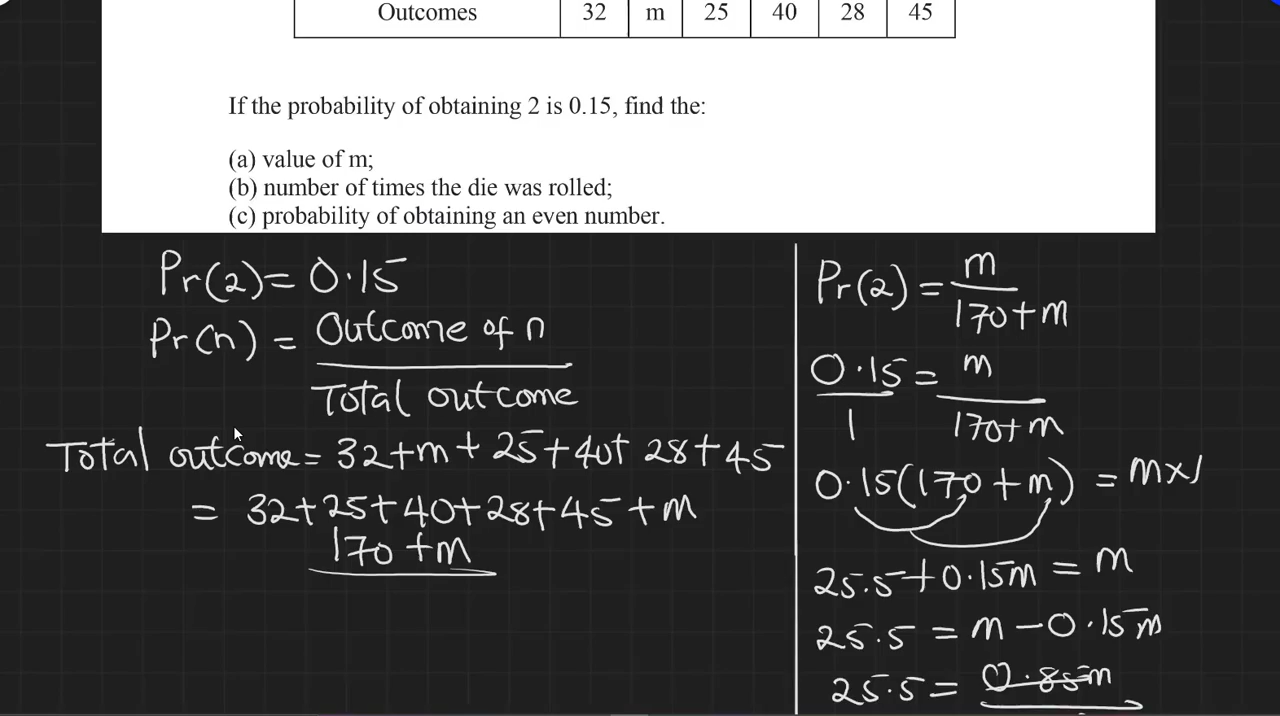 Outcomes 32 m 25 40 28 45
If the probability of obtaining 2 is 0.15, find the:
(a) value of m;
(b) number of times the die was rolled;
(c) probability of obtaining an even number.
Pr(2) = 0.15
Pr(n) = Outcome of n
Total outcome
Total outcome = 32+m+25+40+28+45
= 32+25+40+28+45+m
170+m
Pr(2) = m
170+m
0.15 = m
1 170+m
0.15(170+m) = m×1
25.5+0.15m = m
25.5 = m-0.15m
25.5 = 0.85m